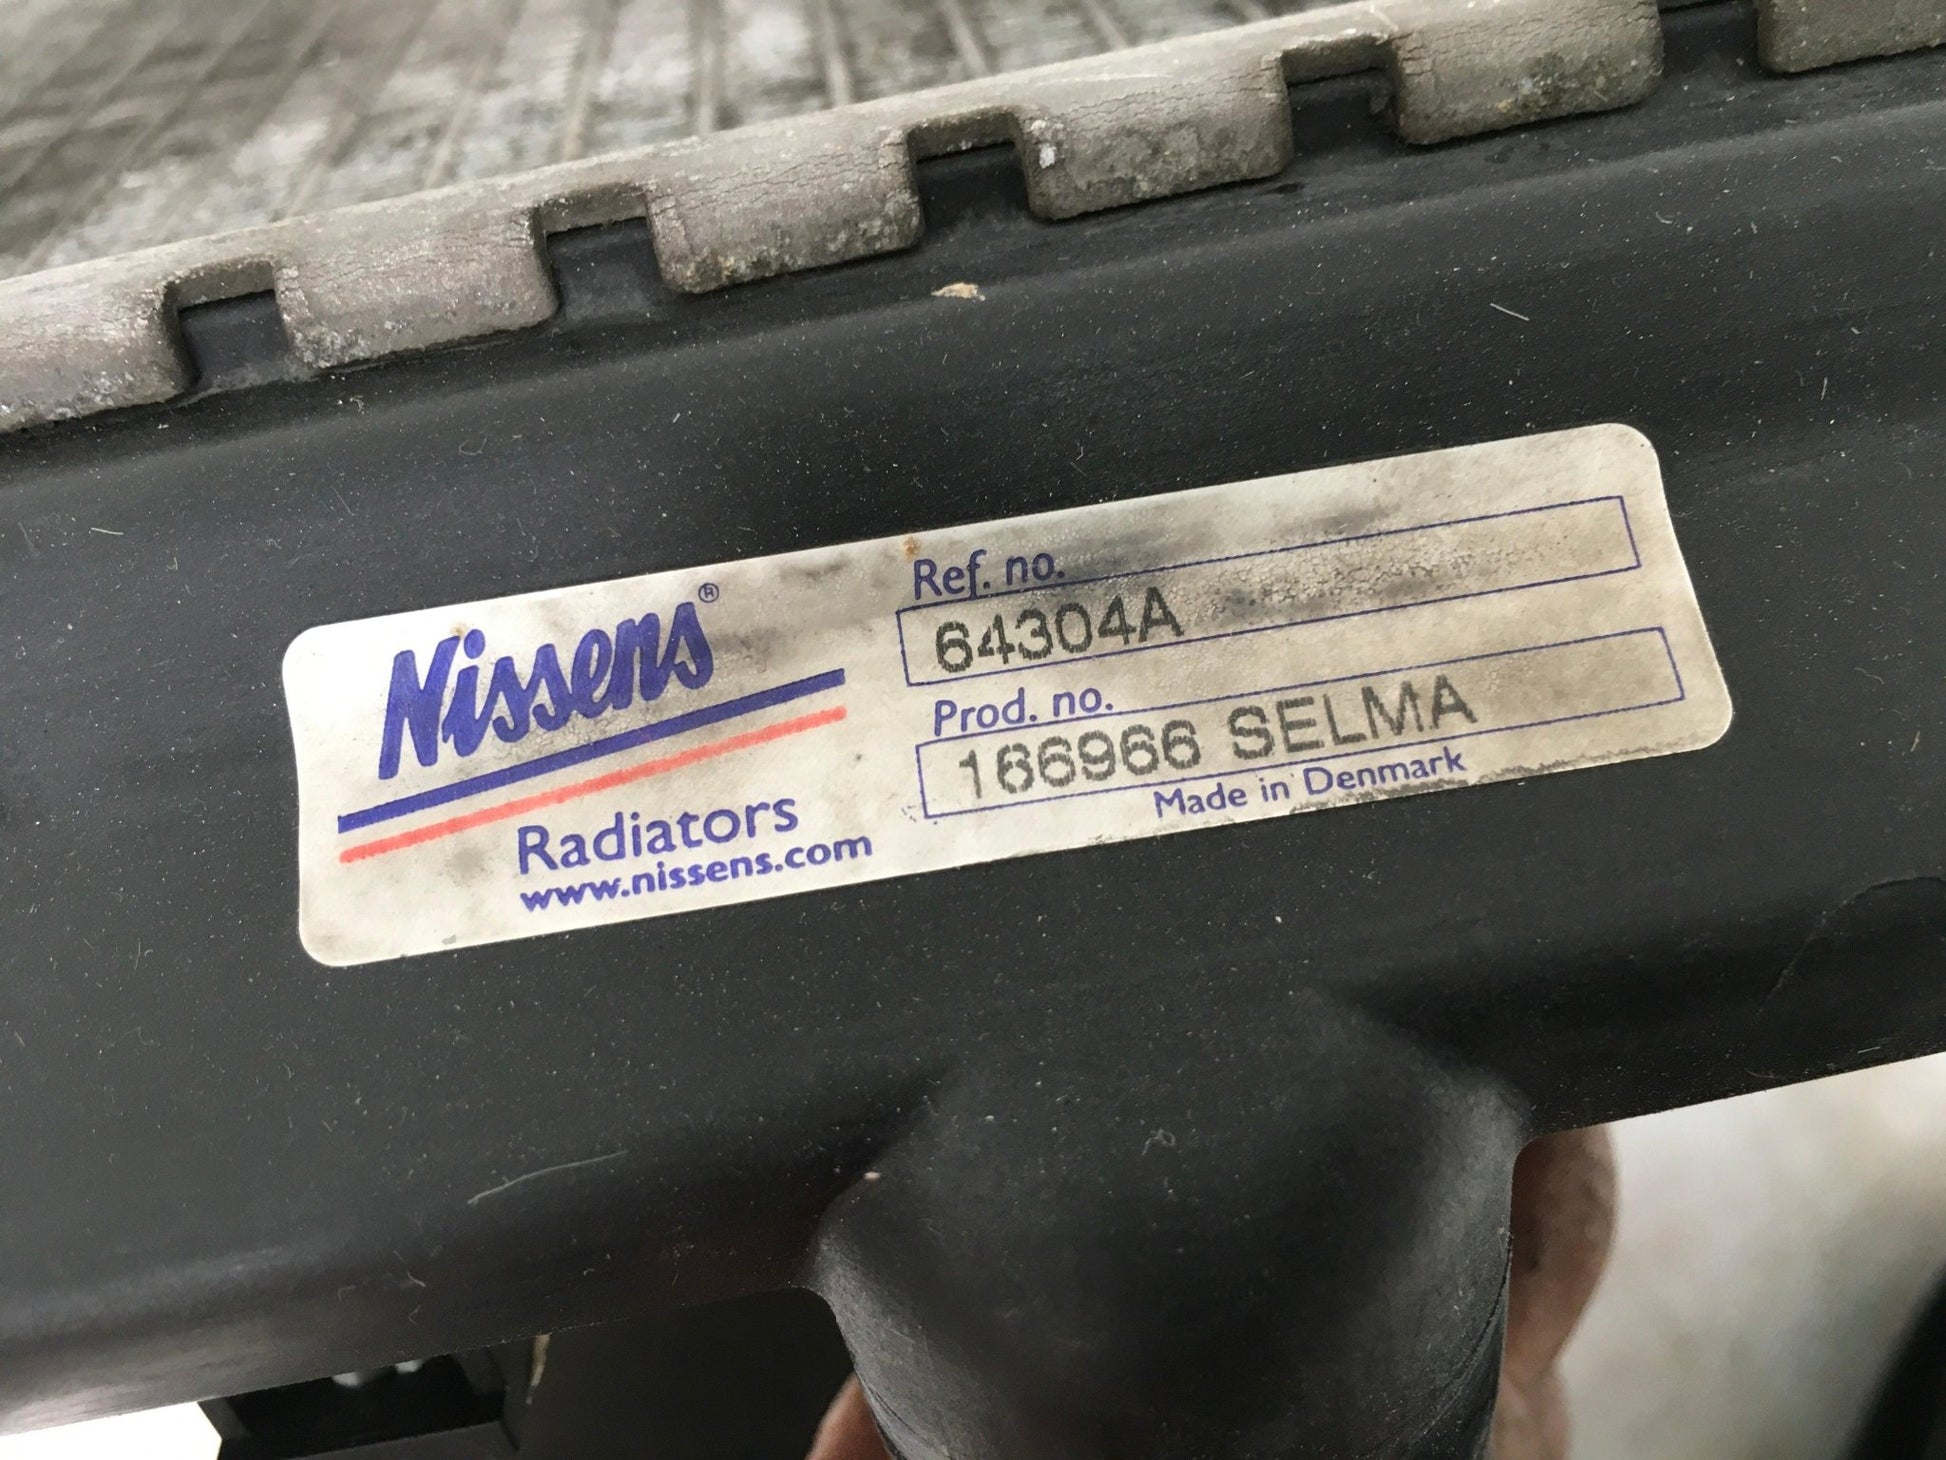 Nissens®
Radiators
www.nissens.com
Ref. no.
64304A
Prod. no.
166966 SELMA
Made in Denmark